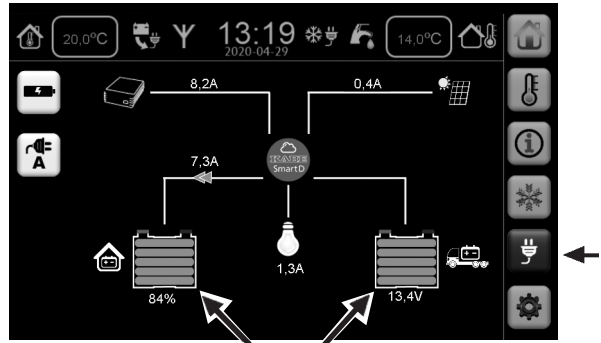 20,0°C
13:19
2020-04-29
14,0°C
8,2A
0,4A
A
7,3A
KABE
SmartD
1,3A
84%
13,4V